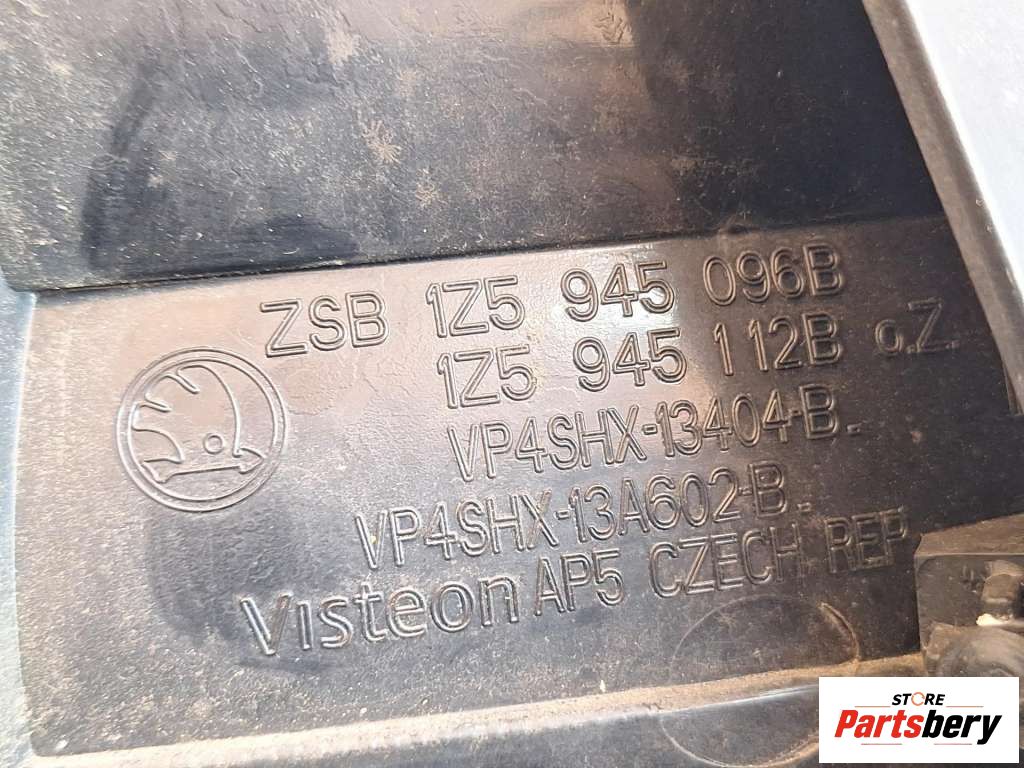 ZSB 1Z5 945 096B
1Z5 945 112B o.Z.
VP4SHX-13404-B.
VP4SHX-13A602-B.
Visteon AP5 CZECH REP
STORE
Partsbery